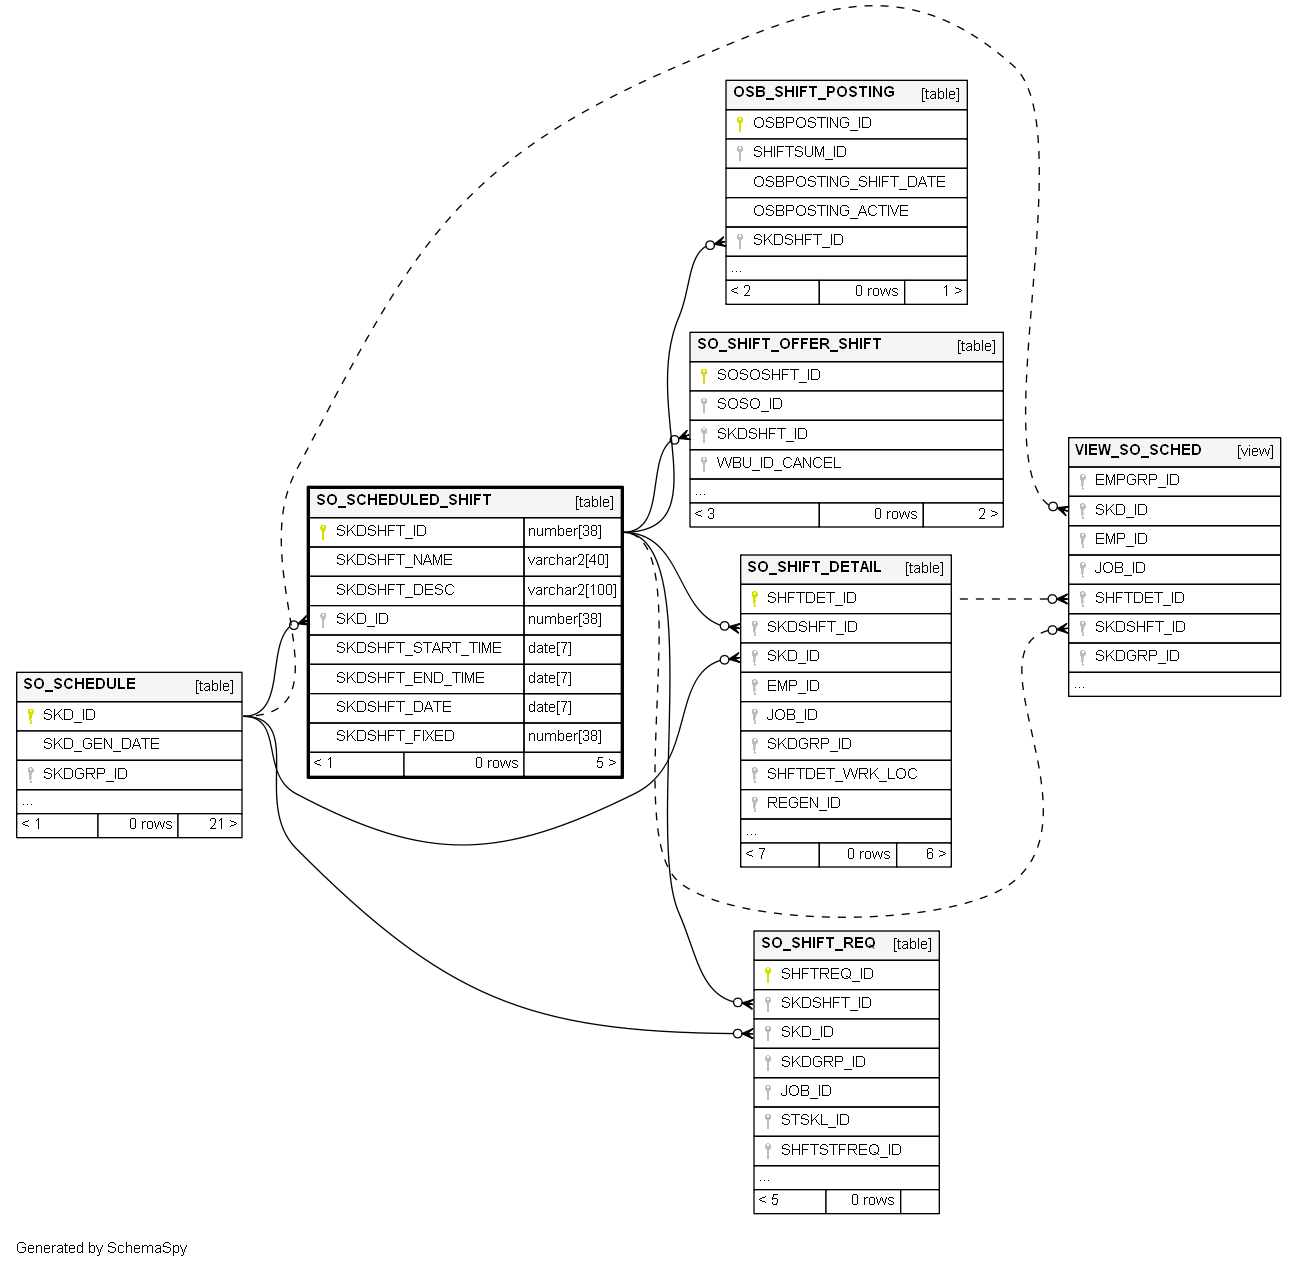 OSB_SHIFT_POSTING [table]
OSBPOSTING_ID
SHIFTSUM_ID
OSBPOSTING_SHIFT_DATE
OSBPOSTING_ACTIVE
SKDSHFT_ID
...
< 2 0 rows 1 >
SO_SHIFT_OFFER_SHIFT [table]
SOSOSHFT_ID
SOSO_ID
SKDSHFT_ID
WBU_ID_CANCEL
...
< 3 0 rows 2 >
VIEW_SO_SCHED [view]
EMPGRP_ID
SKD_ID
EMP_ID
JOB_ID
SHFTDET_ID
SKDSHFT_ID
SKDGRP_ID
...
SO_SCHEDULED_SHIFT [table]
SKDSHFT_ID number[38]
SKDSHFT_NAME varchar2[40]
SKDSHFT_DESC varchar2[100]
SKD_ID number[38]
SKDSHFT_START_TIME date[7]
SKDSHFT_END_TIME date[7]
SKDSHFT_DATE date[7]
SKDSHFT_FIXED number[38]
< 1 0 rows 5 >
SO_SHIFT_DETAIL [table]
SHFTDET_ID
SKDSHFT_ID
SKD_ID
EMP_ID
JOB_ID
SKDGRP_ID
SHFTDET_WRK_LOC
REGEN_ID
...
< 7 0 rows 6 >
SO_SCHEDULE [table]
SKD_ID
SKD_GEN_DATE
SKDGRP_ID
...
< 1 0 rows 21 >
SO_SHIFT_REQ [table]
SHFTREQ_ID
SKDSHFT_ID
SKD_ID
SKDGRP_ID
JOB_ID
STSKL_ID
SHFTSTFREQ_ID
...
< 5 0 rows
Generated by SchemaSpy